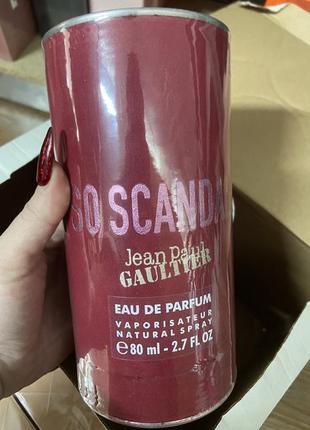 SO SCANDA
Jean Paul
GAULTIER
EAU DE PARFUM
VAPORISATEUR
NATURAL SPRAY
e 80 ml - 2.7 FL OZ